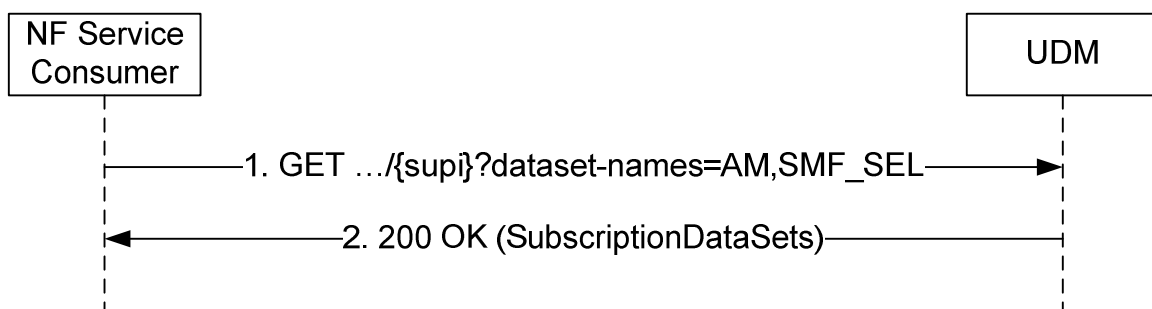 NF Service
Consumer
UDM
1. GET …/{supi}?dataset-names=AM,SMF_SEL
2. 200 OK (SubscriptionDataSets)